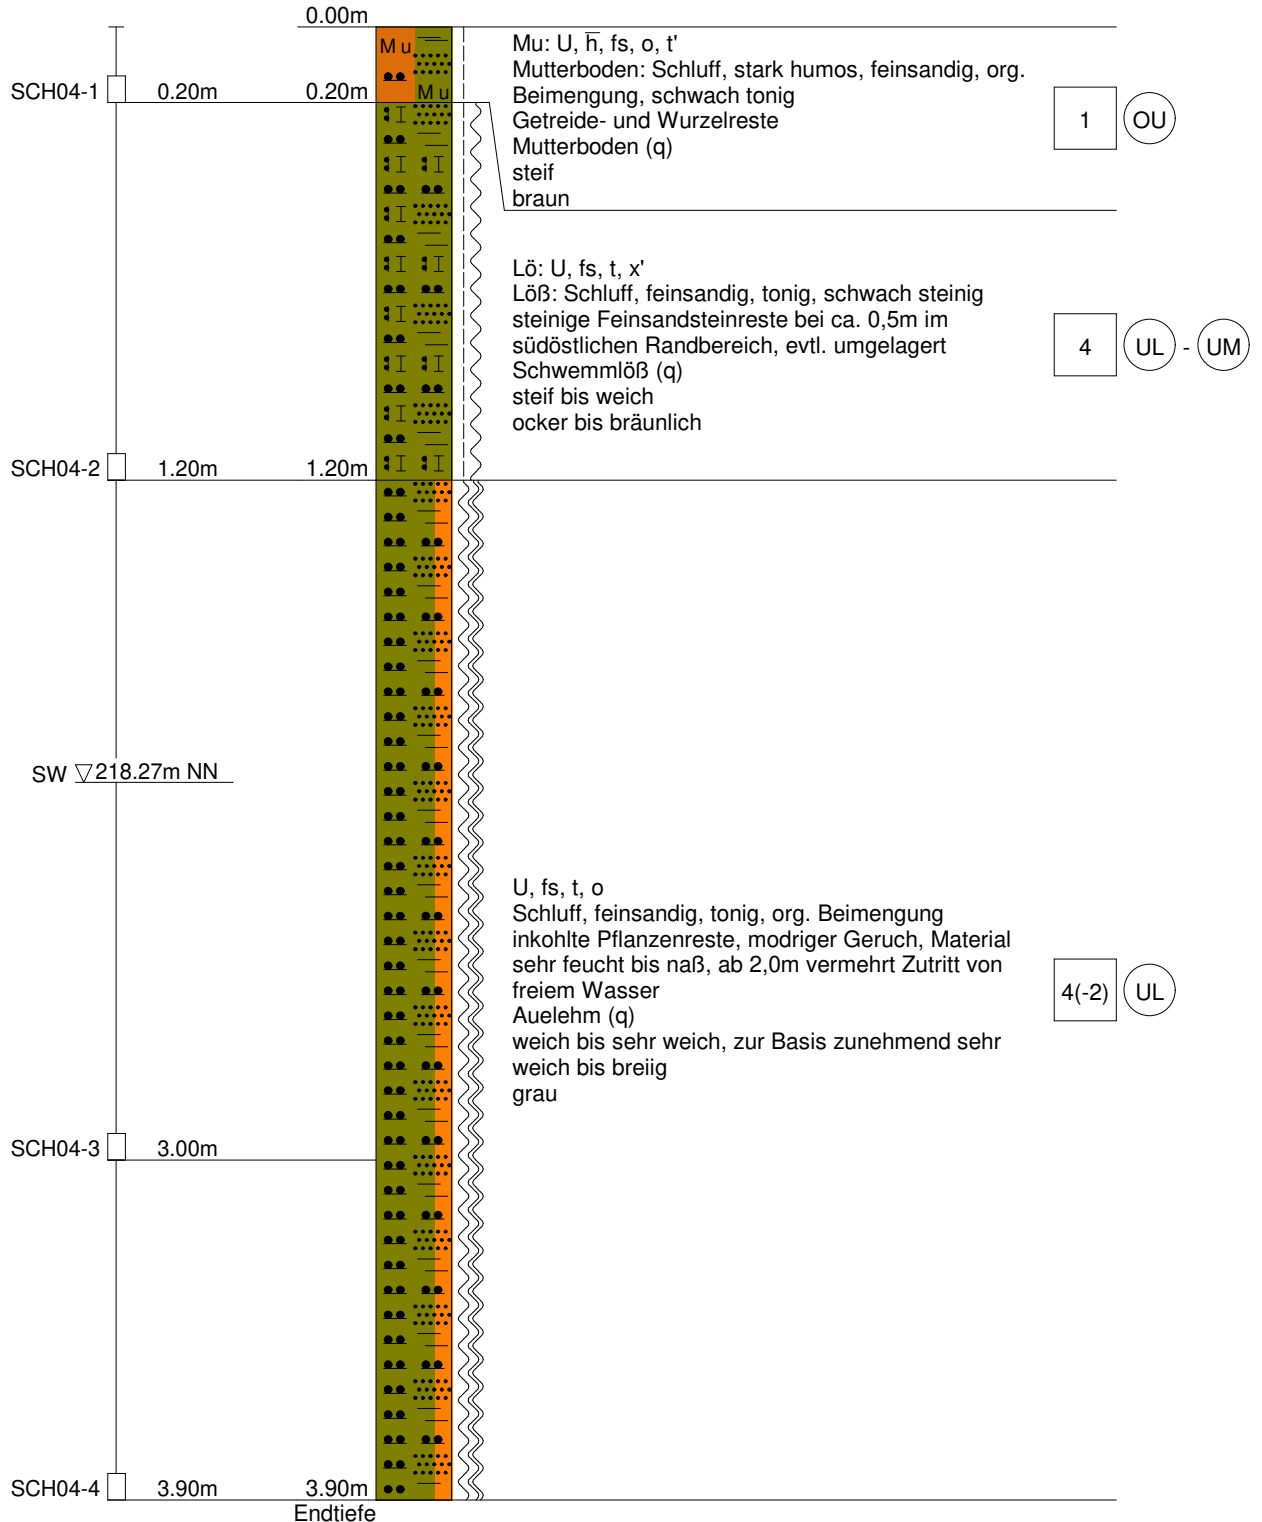 0.00m
Mu
Mu
SCH04-1 0.20m 0.20m
Mu: U, h̅, fs, o, t'
Mutterboden: Schluff, stark humos, feinsandig, org.
Beimengung, schwach tonig
Getreide- und Wurzelreste
Mutterboden (q)
steif
braun
1 OU
Lö: U, fs, t, x'
Löß: Schluff, feinsandig, tonig, schwach steinig
steinige Feinsandsteinreste bei ca. 0,5m im
südöstlichen Randbereich, evtl. umgelagert
Schwemmlöß (q)
steif bis weich
ocker bis bräunlich
4 UL - UM
SCH04-2 1.20m 1.20m
SW 218.27m NN
U, fs, t, o
Schluff, feinsandig, tonig, org. Beimengung
inkohlte Pflanzenreste, modriger Geruch, Material
sehr feucht bis naß, ab 2,0m vermehrt Zutritt von
freiem Wasser
Auelehm (q)
weich bis sehr weich, zur Basis zunehmend sehr
weich bis breiig
grau
4(-2) UL
SCH04-3 3.00m
SCH04-4 3.90m 3.90m
Endtiefe